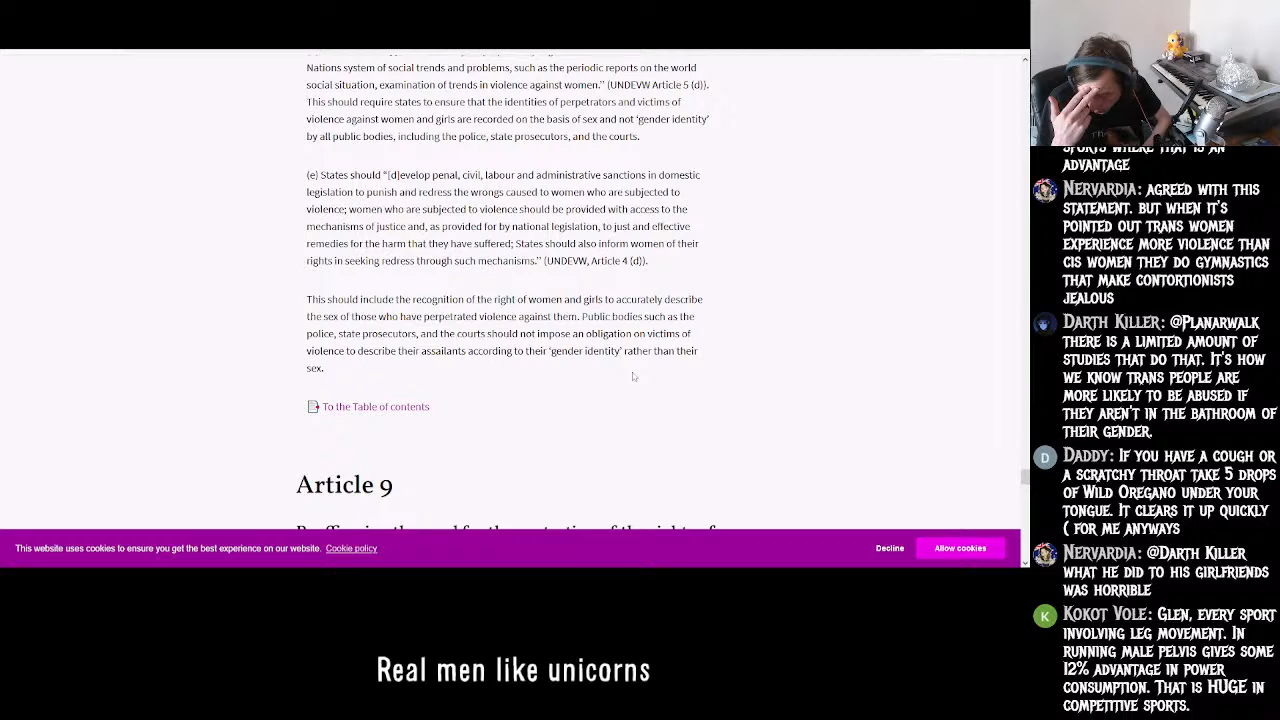 Nations system of social trends and problems, such as the periodic reports on the world
social situation, examination of trends in violence against women.” (UNDEVW Article 5 (d)).
This should require states to ensure that the identities of perpetrators and victims of
violence against women and girls are recorded on the basis of sex and not ‘gender identity’
by all public bodies, including the police, state prosecutors, and the courts.
(e) States should “[d]evelop penal, civil, labour and administrative sanctions in domestic
legislation to punish and redress the wrongs caused to women who are subjected to
violence; women who are subjected to violence should be provided with access to the
mechanisms of justice and, as provided for by national legislation, to just and effective
remedies for the harm that they have suffered; States should also inform women of their
rights in seeking redress through such mechanisms.” (UNDEVW, Article 4 (d)).
This should include the recognition of the right of women and girls to accurately describe
the sex of those who have perpetrated violence against them. Public bodies such as the
police, state prosecutors, and the courts should not impose an obligation on victims of
violence to describe their assailants according to their ‘gender identity’ rather than their
sex.
To the Table of contents
Article 9
This website uses cookies to ensure you get the best experience on our website. Cookie policy
Decline
Allow cookies
Real men like unicorns
SPORTS WHERE THAT IS AN
ADVANTAGE
NERVARDIA: AGREED WITH THIS
STATEMENT. BUT WHEN IT'S
POINTED OUT TRANS WOMEN
EXPERIENCE MORE VIOLENCE THAN
CIS WOMEN THEY DO GYMNASTICS
THAT MAKE CONTORTIONISTS
JEALOUS
DARTH KILLER: @PLANARWALK
THERE IS A LIMITED AMOUNT OF
STUDIES THAT DO THAT. IT'S HOW
WE KNOW TRANS PEOPLE ARE
MORE LIKELY TO BE ABUSED IF
THEY AREN'T IN THE BATHROOM OF
THEIR GENDER.
D
DADDY: IF YOU HAVE A COUGH OR
A SCRATCHY THROAT TAKE 5 DROPS
OF WILD OREGANO UNDER YOUR
TONGUE. IT CLEARS IT UP QUICKLY
( FOR ME ANYWAYS
NERVARDIA: @DARTH KILLER
WHAT HE DID TO HIS GIRLFRIENDS
WAS HORRIBLE
K
KOKOT VOLE: GLEN, EVERY SPORT
INVOLVING LEG MOVEMENT. IN
RUNNING MALE PELVIS GIVES SOME
12% ADVANTAGE IN POWER
CONSUMPTION. THAT IS HUGE IN
COMPETITIVE SPORTS.